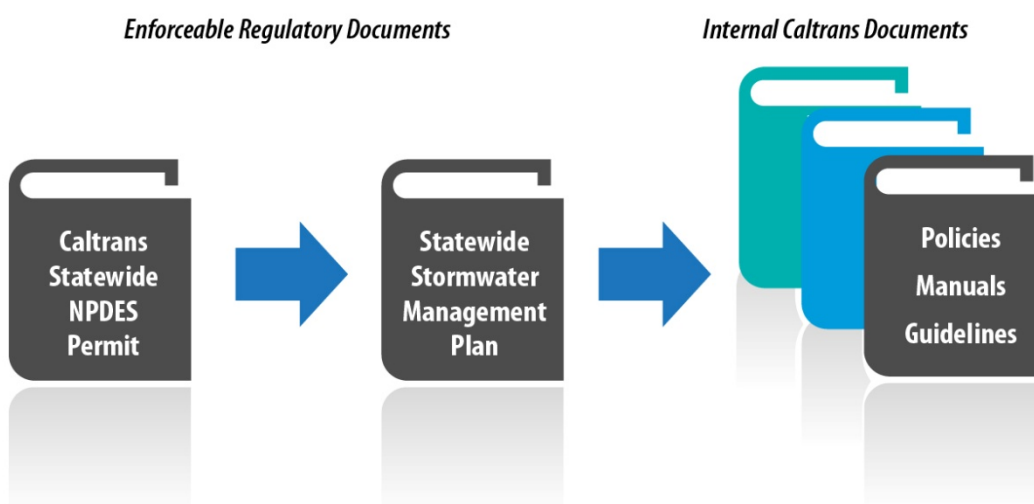 Enforceable Regulatory Documents
Internal Caltrans Documents
Caltrans
Statewide
NPDES
Permit
Statewide
Stormwater
Management
Plan
Policies
Manuals
Guidelines